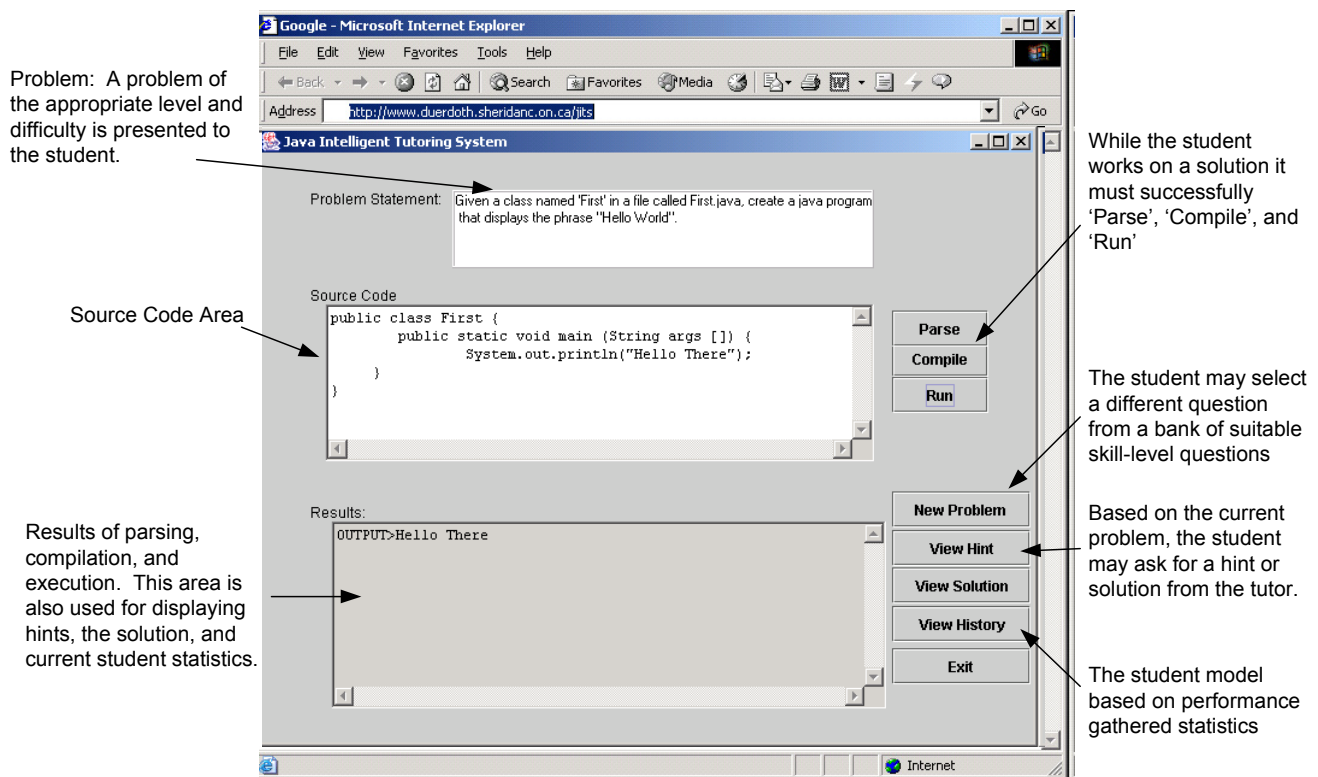 Google - Microsoft Internet Explorer
File Edit View Favorites Tools Help
Back Search Favorites Media
Address http://www.duerdoth.sheridanc.on.ca/jits Go
Java Intelligent Tutoring System
Problem: A problem of
the appropriate level and
difficulty is presented to
the student.
Problem Statement:
Given a class named 'First' in a file called First.java, create a java program
that displays the phrase "Hello World".
While the student
works on a solution it
must successfully
‘Parse’, ‘Compile’, and
‘Run’
Source Code Area
Source Code
public class First {
public static void main (String args []) {
System.out.println("Hello There");
}
}
Parse
Compile
Run
The student may select
a different question
from a bank of suitable
skill-level questions
Results of parsing,
compilation, and
execution. This area is
also used for displaying
hints, the solution, and
current student statistics.
Results:
OUTPUT>Hello There
New Problem
View Hint
View Solution
View History
Exit
Based on the current
problem, the student
may ask for a hint or
solution from the tutor.
The student model
based on performance
gathered statistics
Internet